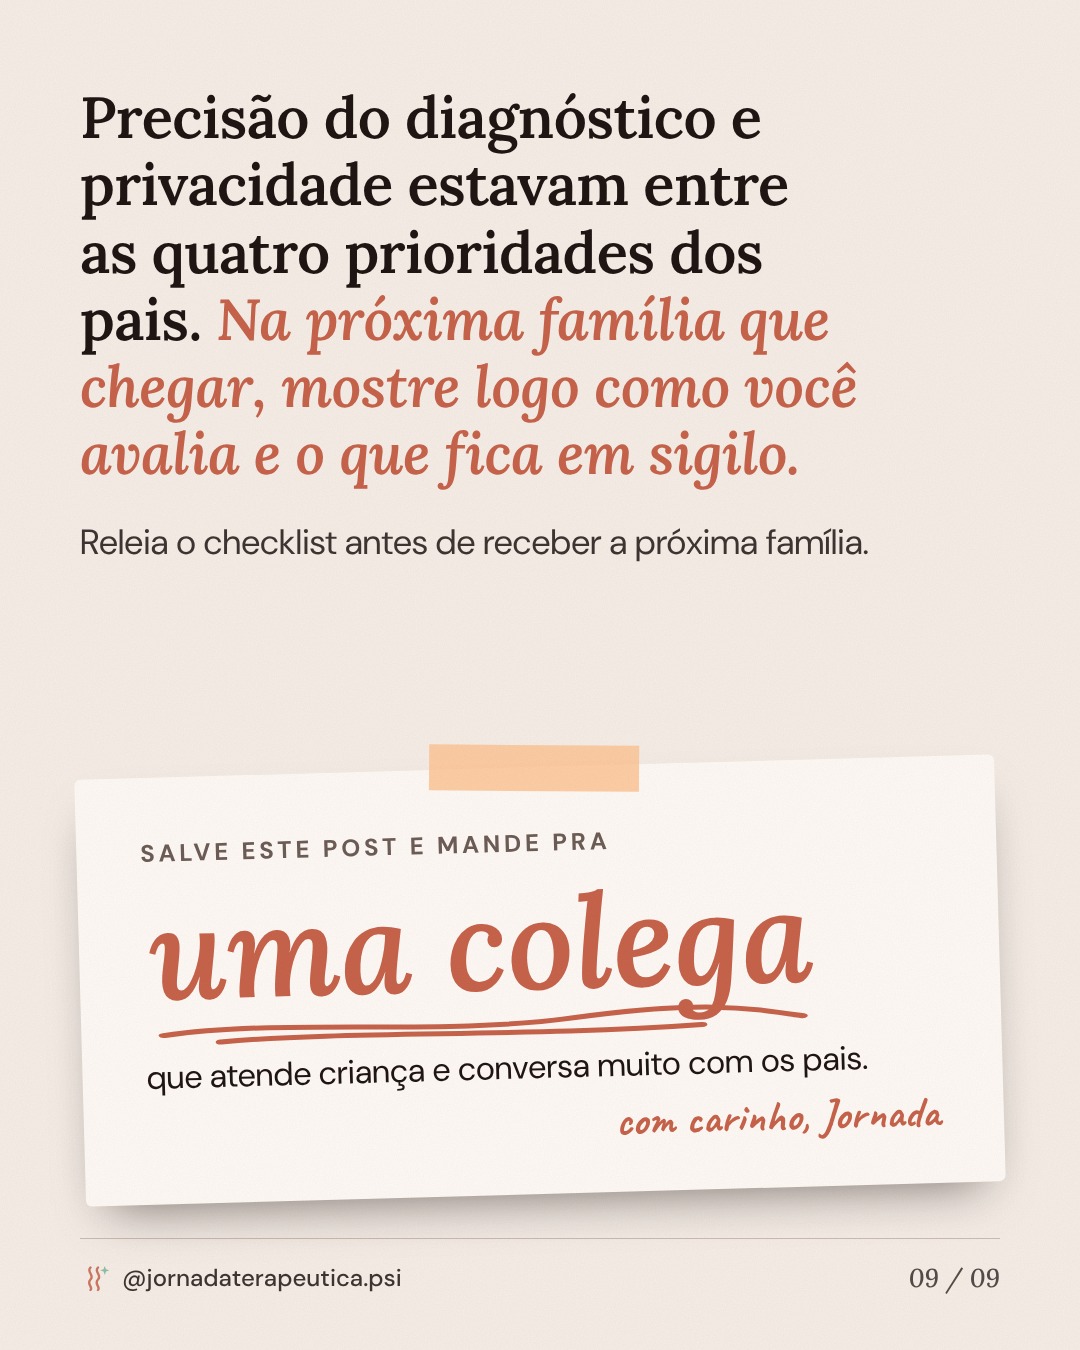 Precisão do diagnóstico e
privacidade estavam entre
as quatro prioridades dos
pais. Na próxima família que
chegar, mostre logo como você
avalia e o que fica em sigilo.
Releia o checklist antes de receber a próxima família.
SALVE ESTE POST E MANDE PRA
uma colega
que atende criança e conversa muito com os pais.
com carinho, Jornada
@jornadaterapeutica.psi
09 / 09